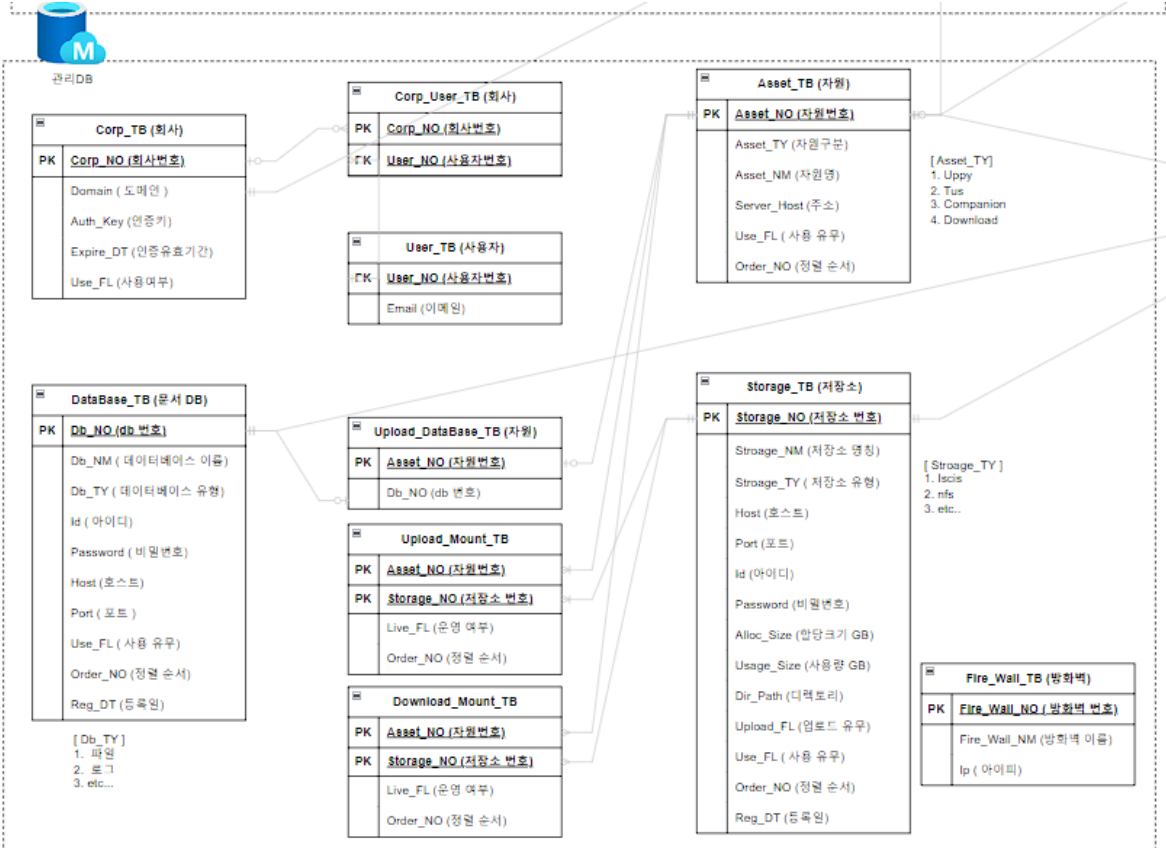 M
관리DB
Corp_TB (회사)
PK Corp_NO (회사번호)
Domain ( 도메인 )
Auth_Key (인증키)
Expire_DT (인증유효기간)
Use_FL (사용여부)
Corp_User_TB (회사)
PK Corp_NO (회사번호)
PK User_NO (사용자번호)
User_TB (사용자)
PK User_NO (사용자번호)
Email (이메일)
Asset_TB (자원)
PK Asset_NO (자원번호)
Asset_TY (자원구분)
Asset_NM (자원명)
Server_Host (주소)
Use_FL ( 사용 유무)
Order_NO (정렬 순서)
[ Asset_TY]
1. Uppy
2. Tus
3. Companion
4. Download
DataBase_TB (문서 DB)
PK Db_NO (db 번호)
Db_NM ( 데이터베이스 이름)
Db_TY ( 데이터베이스 유형)
Id ( 아이디)
Password ( 비밀번호)
Host (호스트)
Port ( 포트 )
Use_FL ( 사용 유무)
Order_NO (정렬 순서)
Reg_DT (등록일)
[ Db_TY ]
1. 파일
2. 로그
3. etc...
Upload_DataBase_TB (자원)
PK Asset_NO (자원번호)
Db_NO (db 번호)
Upload_Mount_TB
PK Asset_NO (자원번호)
PK Storage_NO (저장소 번호)
Live_FL (운영 여부)
Order_NO (정렬 순서)
Download_Mount_TB
PK Asset_NO (자원번호)
PK Storage_NO (저장소 번호)
Live_FL (운영 여부)
Order_NO (정렬 순서)
Storage_TB (저장소)
PK Storage_NO (저장소 번호)
Stroage_NM (저장소 명칭)
Stroage_TY ( 저장소 유형)
Host (호스트)
Port (포트)
Id (아이디)
Password (비밀번호)
Alloc_Size (할당크기 GB)
Usage_Size (사용량 GB)
Dir_Path (디렉토리)
Upload_FL (업로드 유무)
Use_FL ( 사용 유무)
Order_NO (정렬 순서)
Reg_DT (등록일)
[ Stroage_TY ]
1. Iscis
2. nfs
3. etc..
Fire_Wall_TB (방화벽)
PK Fire_Wall_NO ( 방화벽 번호)
Fire_Wall_NM (방화벽 이름)
Ip ( 아이피)